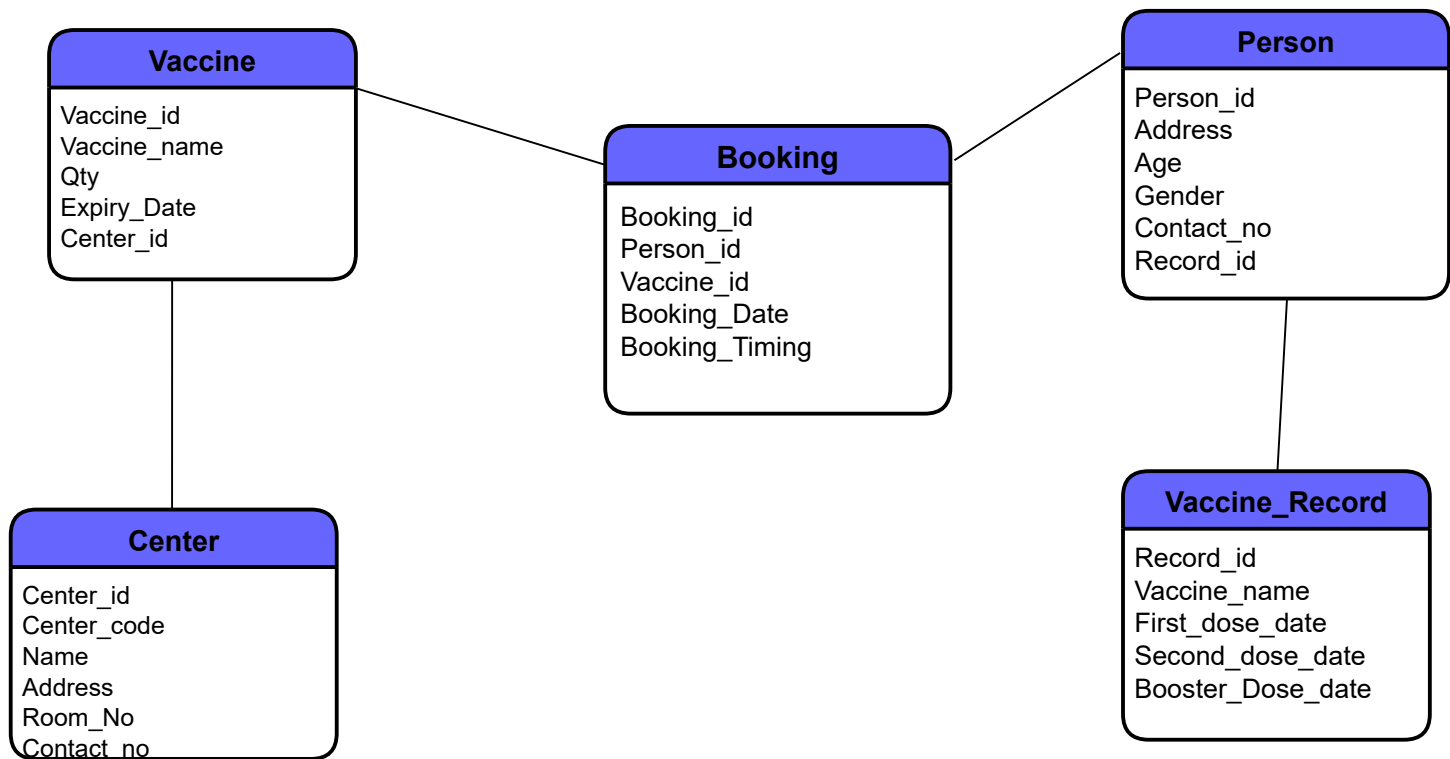 Vaccine
Vaccine_id
Vaccine_name
Qty
Expiry_Date
Center_id
Booking
Booking_id
Person_id
Vaccine_id
Booking_Date
Booking_Timing
Person
Person_id
Address
Age
Gender
Contact_no
Record_id
Center
Center_id
Center_code
Name
Address
Room_No
Contact_no
Vaccine_Record
Record_id
Vaccine_name
First_dose_date
Second_dose_date
Booster_Dose_date